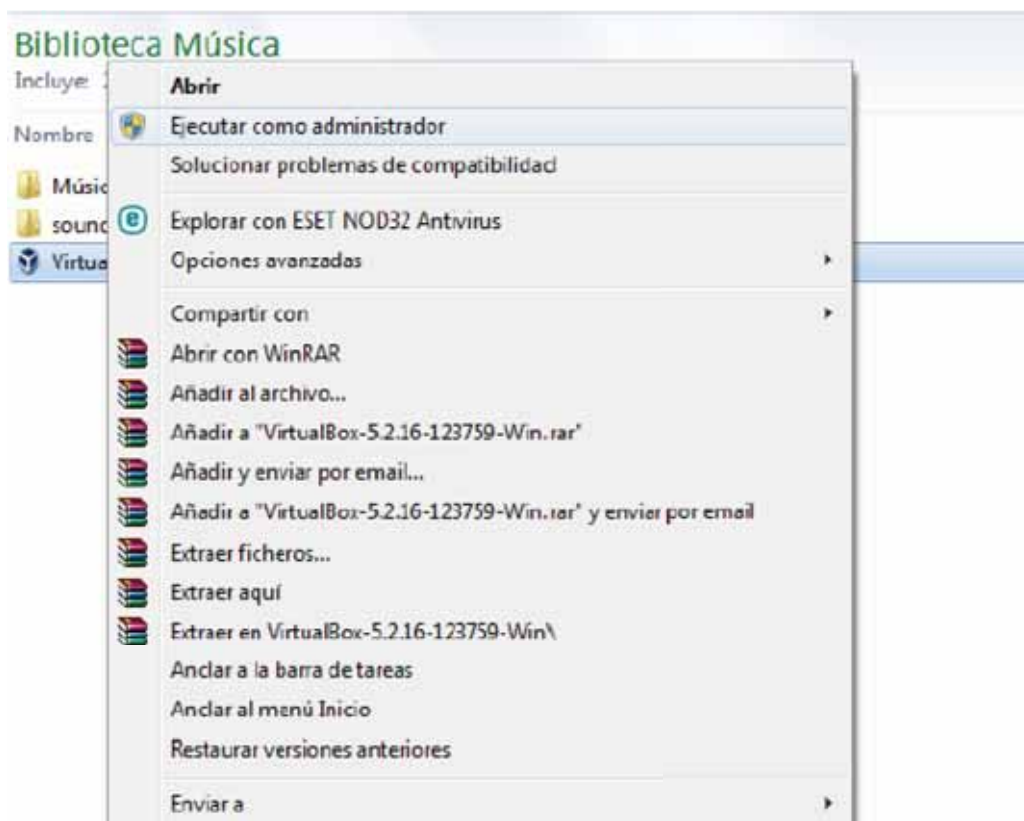 Biblioteca Música
Incluye:
Nombre
Abrir
Ejecutar como administrador
Solucionar problemas de compatibilidad
Músic
sound
Explorar con ESET NOD32 Antivirus
Virtua
Opciones avanzadas
Compartir con
Abrir con WinRAR
Añadir al archivo...
Añadir a "VirtualBox-5.2.16-123759-Win.rar"
Añadir y enviar por email...
Añadir a "VirtualBox-5.2.16-123759-Win.rar" y enviar por email
Extraer ficheros...
Extraer aquí
Extraer en VirtualBox-5.2.16-123759-Win\
Anclar a la barra de tareas
Anclar al menú Inicio
Restaurar versiones anteriores
Enviar a